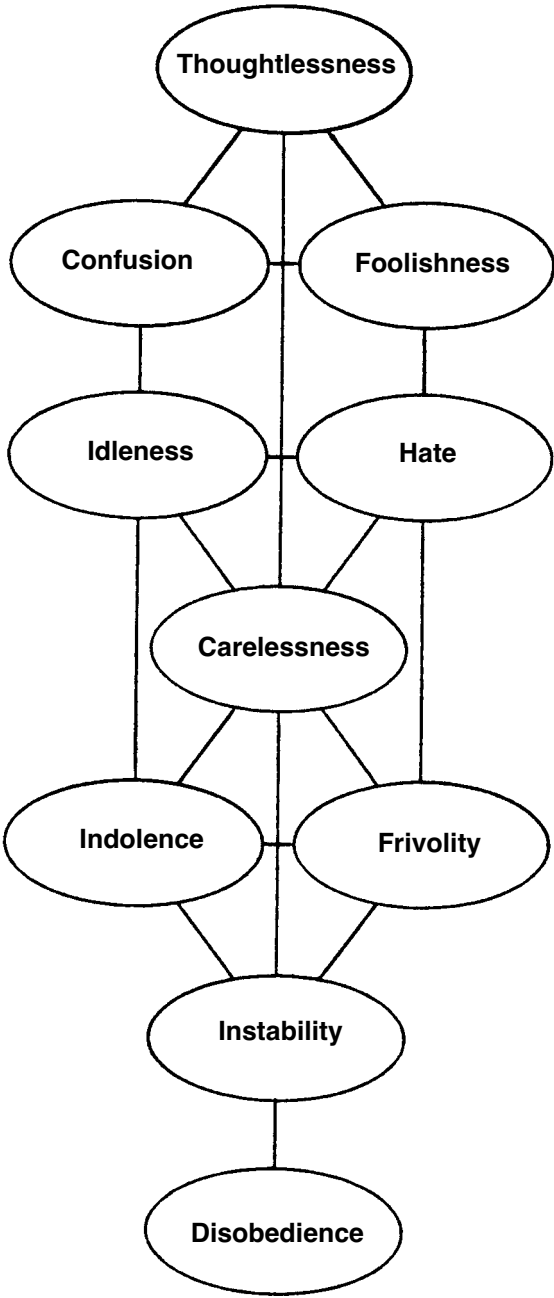 Thoughtlessness
Confusion
Foolishness
Idleness
Hate
Carelessness
Indolence
Frivolity
Instability
Disobedience